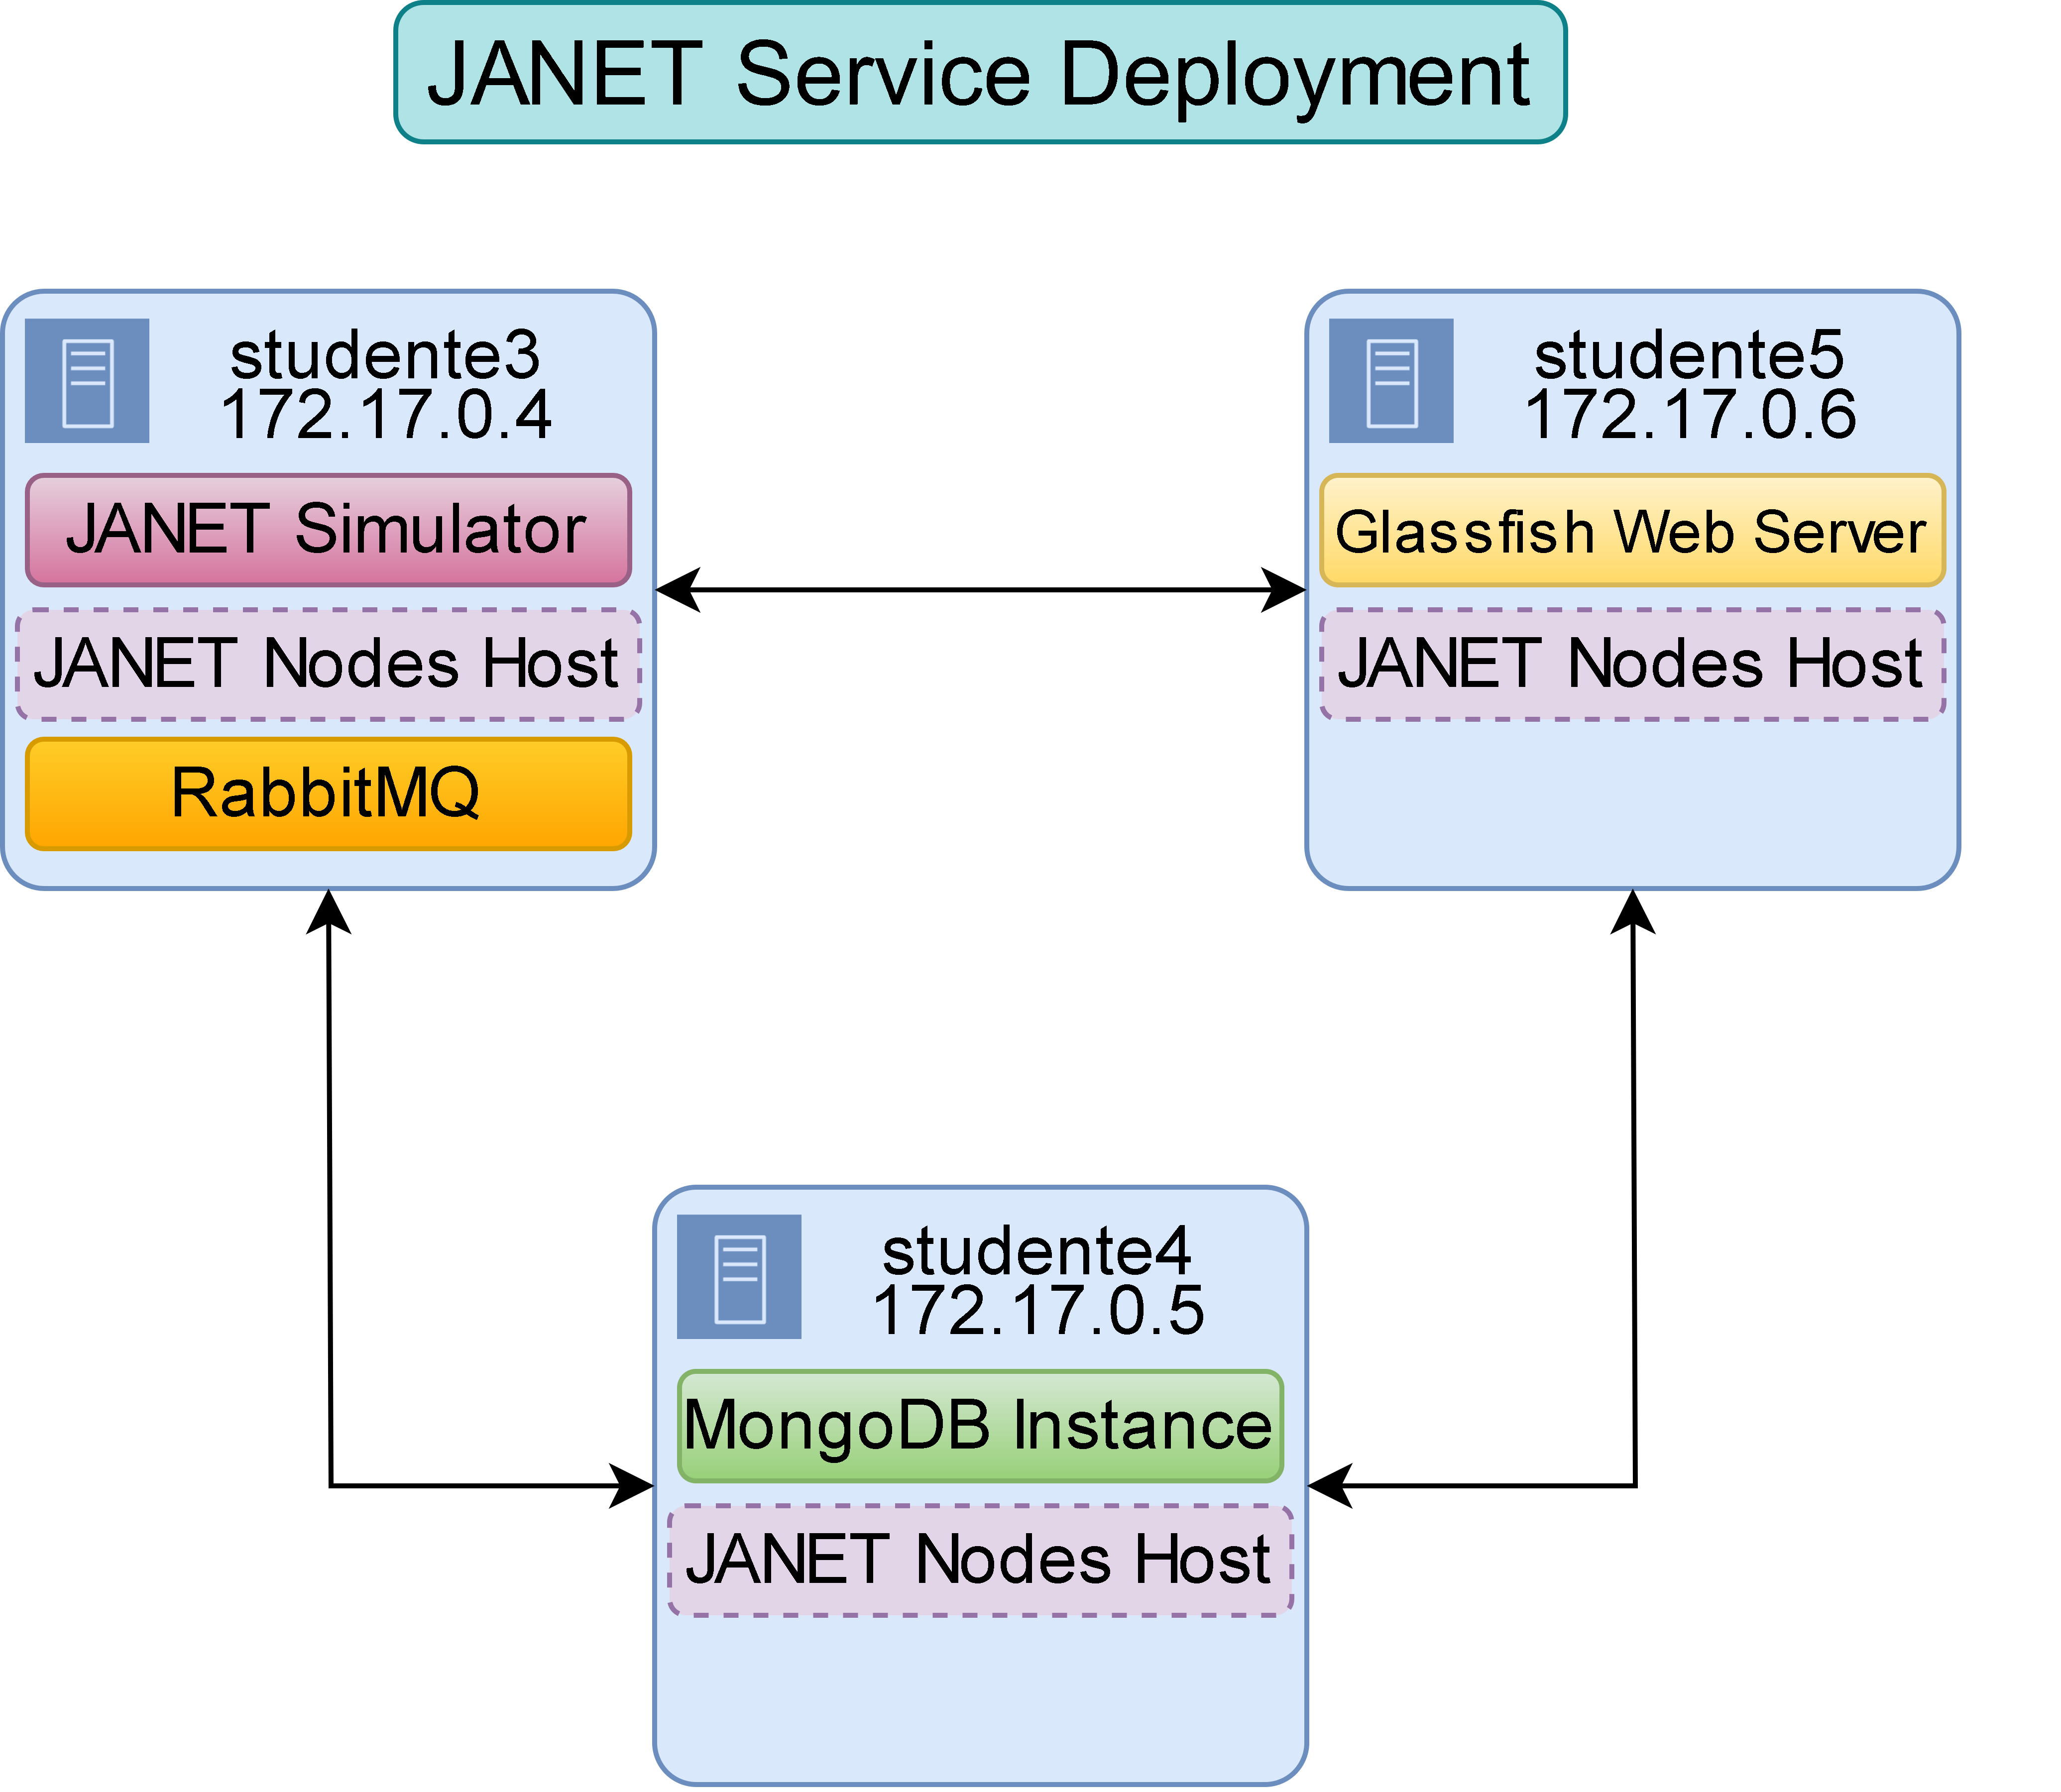 JANET Service Deployment
studente3
172.17.0.4
JANET Simulator
JANET Nodes Host
RabbitMQ
studente5
172.17.0.6
Glassfish Web Server
JANET Nodes Host
studente4
172.17.0.5
MongoDB Instance
JANET Nodes Host